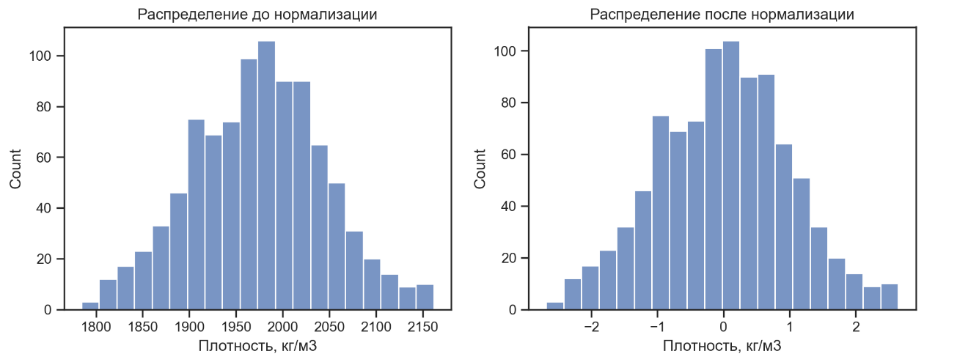 Распределение до нормализации
100
80
60
40
20
0
Count
1800 1850 1900 1950 2000 2050 2100 2150
Плотность, кг/м3
Распределение после нормализации
100
80
60
40
20
0
Count
−2 −1 0 1 2
Плотность, кг/м3